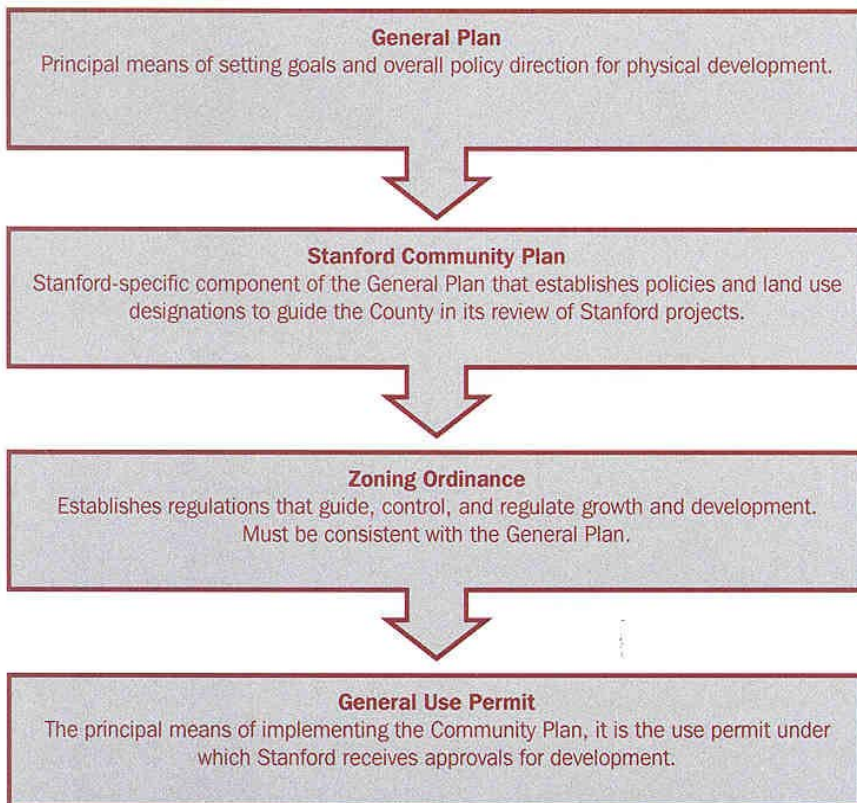 General Plan
Principal means of setting goals and overall policy direction for physical development.
Stanford Community Plan
Stanford-specific component of the General Plan that establishes policies and land use
designations to guide the County in its review of Stanford projects.
Zoning Ordinance
Establishes regulations that guide, control, and regulate growth and development.
Must be consistent with the General Plan.
General Use Permit
The principal means of implementing the Community Plan, it is the use permit under
which Stanford receives approvals for development.